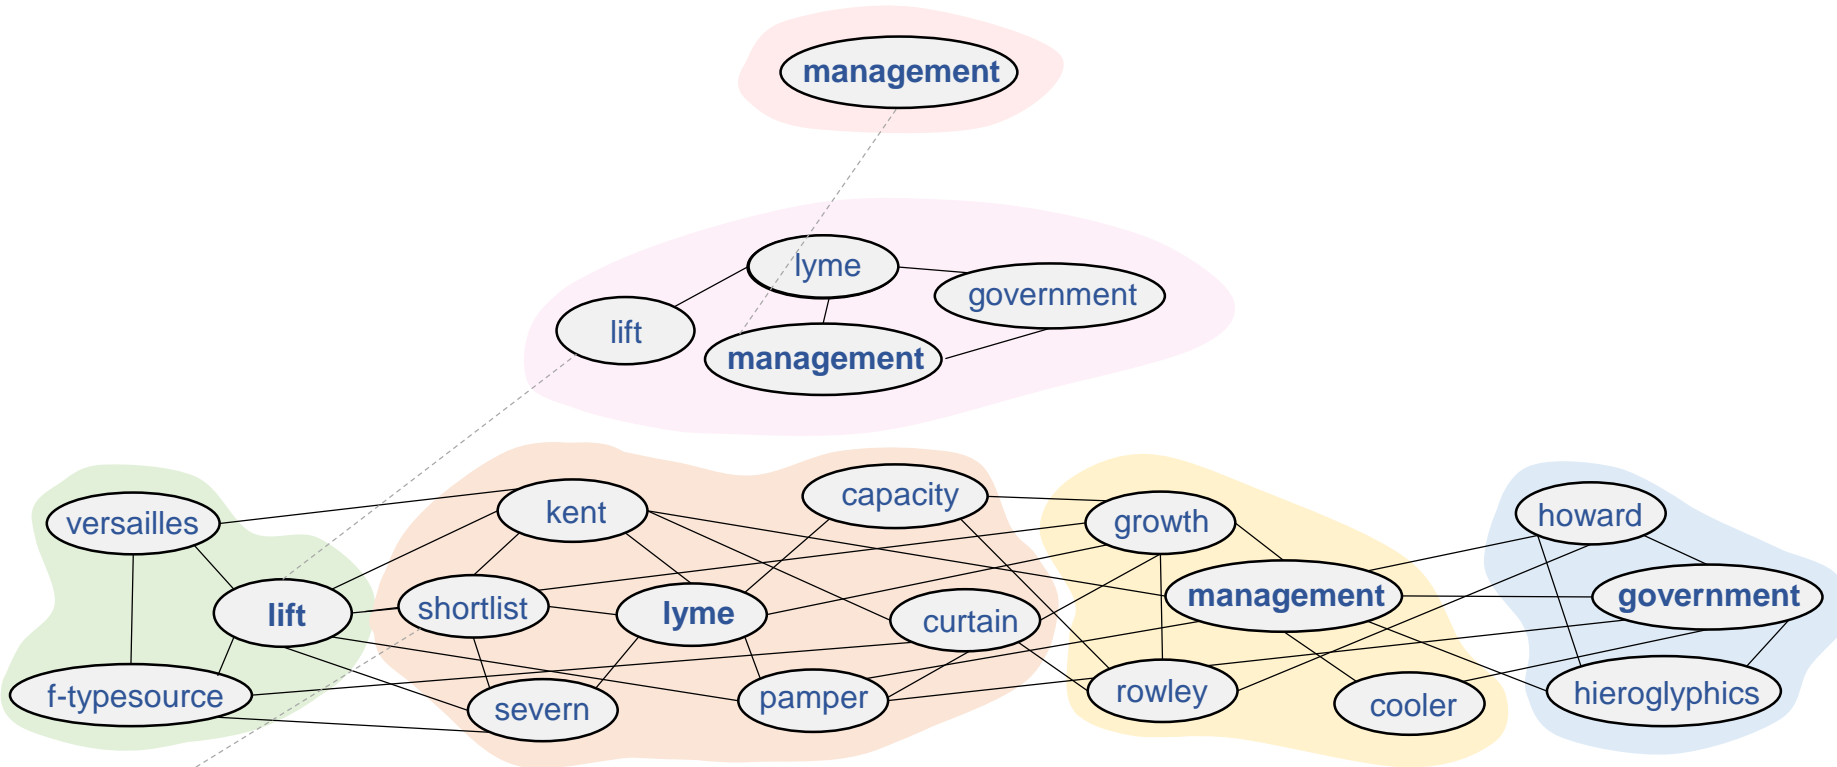 management
lyme
government
lift
management
versailles
kent
capacity
growth
howard
lift
shortlist
lyme
curtain
management
government
f-typesource
severn
pamper
rowley
cooler
hieroglyphics